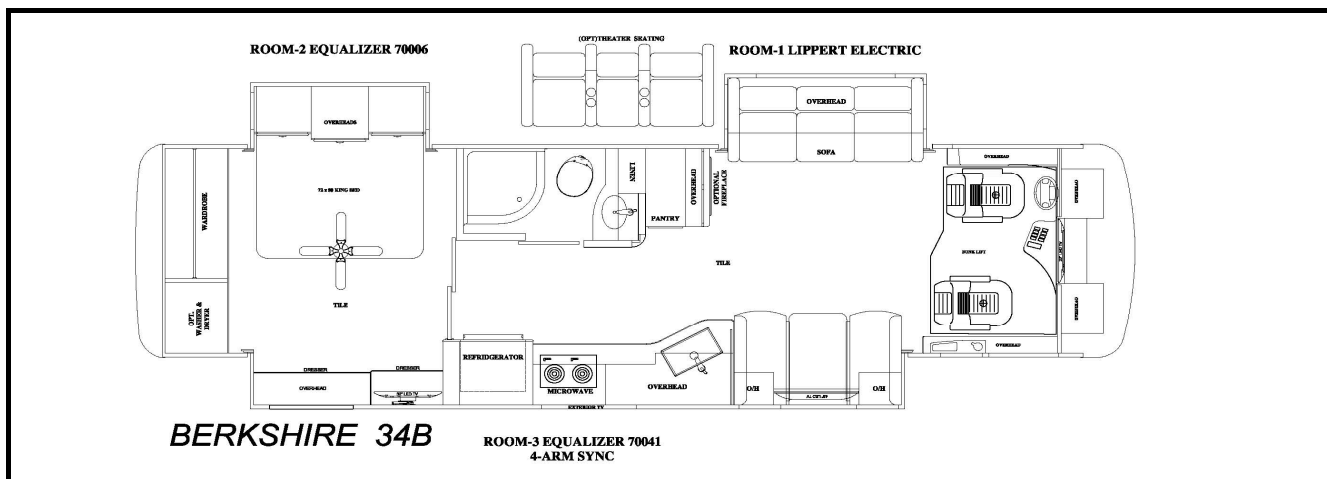 (OPT)THEATER SEATING
ROOM-2 EQUALIZER 70006
ROOM-1 LIPPERT ELECTRIC
OVERHEAD
OVERHEADS
SOFA
OVERHEAD
WARDROBE
72 x 80 KING BED
LINEN
OVERHEAD
OPTIONAL
FIREPLACE
OVERHEAD
PANTRY
BUNK LIFT
TILE
TILE
OPT.
WASHER &
DRYER
OVERHEAD
REFRIDGERATOR
OVERHEAD
DRESSER
DRESSER
OVERHEAD
MICROWAVE
OVERHEAD
O/H
O/H
EXTERIOR TV
BERKSHIRE 34B
ROOM-3 EQUALIZER 70041
4-ARM SYNC